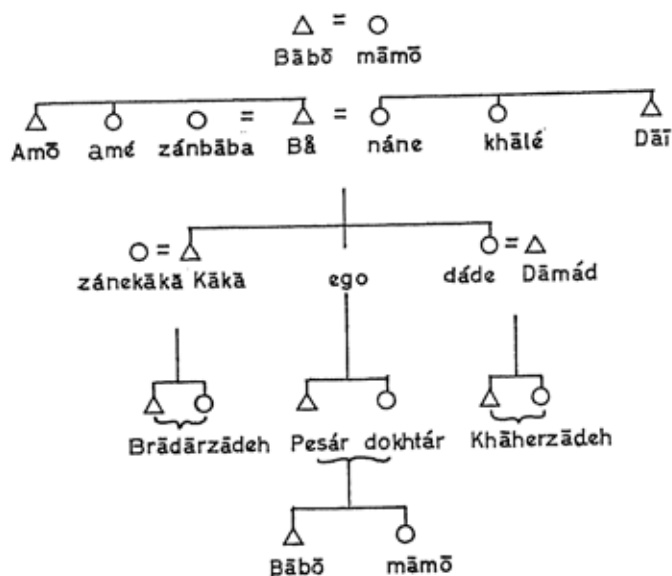 Bābō māmō
Amō amé zánbāba Bå náne khālé Dāī
zánekākā Kākā ego dáde Dāmád
Brādārzādeh Pesár dokhtár Khāherzādeh
Bābō māmō